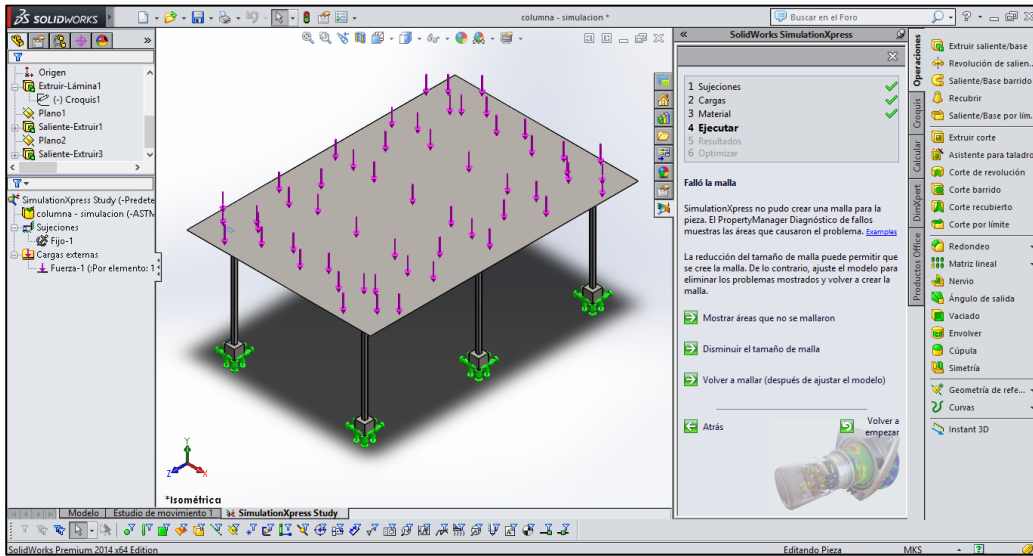 SOLIDWORKS
columna - simulacion *
Buscar en el Foro
Origen
Extruir-Lámina1
(-) Croquis1
Plano1
Saliente-Extruir1
Plano2
Saliente-Extruir3
SimulationXpress Study (-Predete
columna - simulacion (-ASTM
Sujeciones
Fijo-1
Cargas externas
Fuerza-1 (:Por elemento: 1
Y
Z
X
*Isométrica
SolidWorks SimulationXpress
1 Sujeciones
2 Cargas
3 Material
4 Ejecutar
5 Resultados
6 Optimizar
Falló la malla
SimulationXpress no pudo crear una malla para la
pieza. El PropertyManager Diagnóstico de fallos
muestras las áreas que causaron el problema. Examples
La reducción del tamaño de malla puede permitir que
se cree la malla. De lo contrario, ajuste el modelo para
eliminar los problemas mostrados y volver a crear la
malla.
Mostrar áreas que no se mallaron
Disminuir el tamaño de malla
Volver a mallar (después de ajustar el modelo)
Atrás
Volver a
empezar
Operaciones
Croquis
Calcular
DimXpert
Productos Office
Extruir saliente/base
Revolución de salien...
Saliente/Base barrido
Recubrir
Saliente/Base por lím...
Extruir corte
Asistente para taladro
Corte de revolución
Corte barrido
Corte recubierto
Corte por límite
Redondeo
Matriz lineal
Nervio
Ángulo de salida
Vaciado
Envolver
Cúpula
Simetría
Geometría de refe...
Curvas
Instant 3D
Modelo
Estudio de movimiento 1
SimulationXpress Study
SolidWorks Premium 2014 x64 Edition
Editando Pieza
MKS